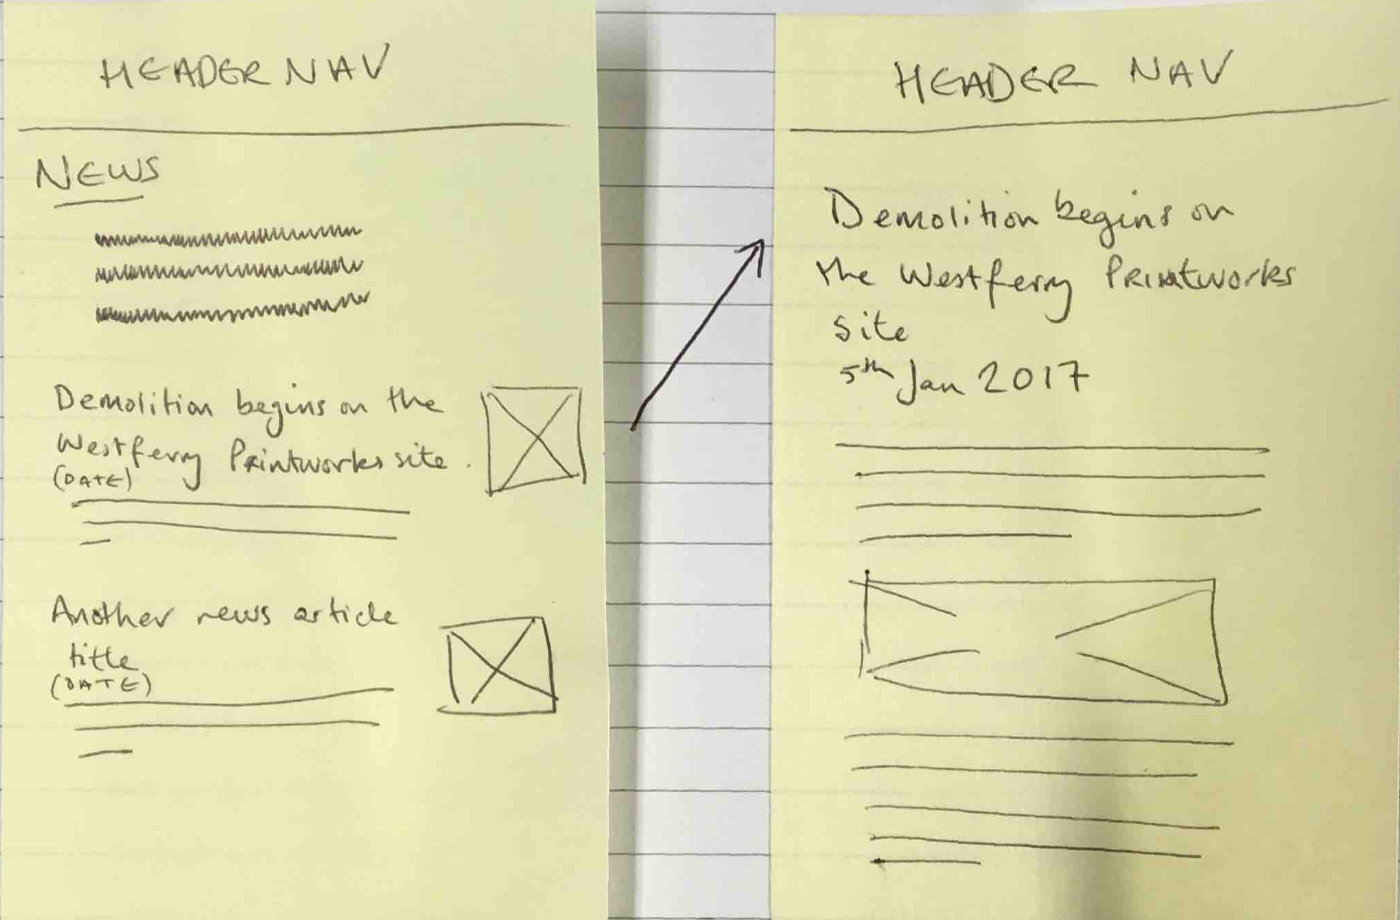 HEADER NAV
NEWS
Demolition begins on the
Westferry Printworks site.
(DATE)
Another news article
title
(DATE)
HEADER NAV
Demolition begins on
the Westferry Printworks
site
5th Jan 2017